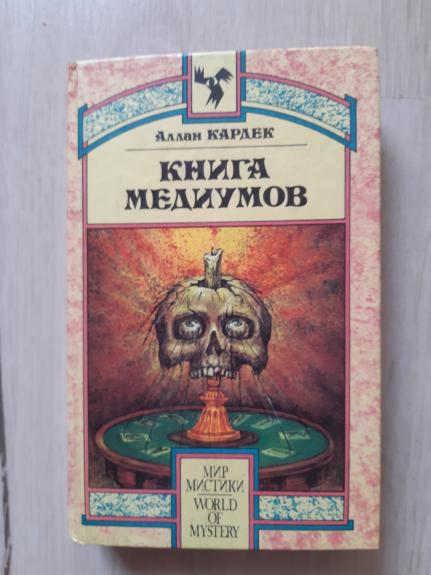 Аллан КАРДЕК
КНИГА
МЕДИУМОВ
МИР
МИСТИКИ
WORLD
OF
MYSTERY